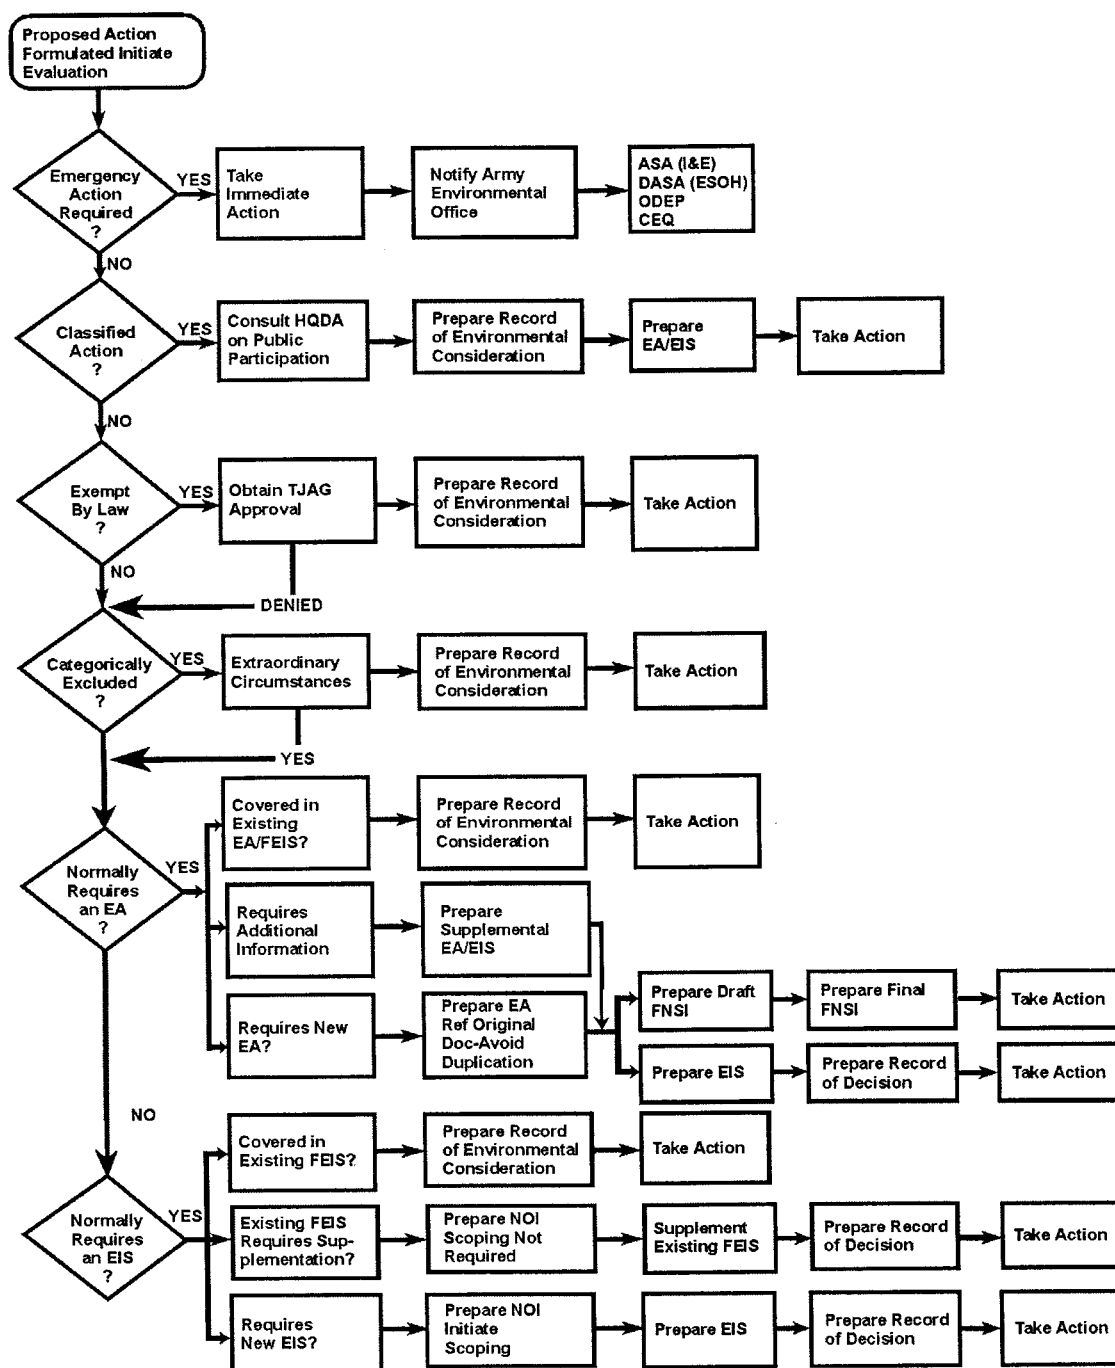 Proposed Action
Formulated Initiate
Evaluation
Emergency
Action
Required
?
YES
Take
Immediate
Action
Notify Army
Environmental
Office
ASA (I&E)
DASA (ESOH)
ODEP
CEQ
NO
Classified
Action
?
YES
Consult HQDA
on Public
Participation
Prepare Record
of Environmental
Consideration
Prepare
EA/EIS
Take Action
NO
Exempt
By Law
?
YES
Obtain TJAG
Approval
Prepare Record
of Environmental
Consideration
Take Action
NO
DENIED
Categorically
Excluded
?
YES
Extraordinary
Circumstances
Prepare Record
of Environmental
Consideration
Take Action
YES
Normally
Requires
an EA
?
YES
Covered in
Existing
EA/FEIS?
Prepare Record
of Environmental
Consideration
Take Action
Requires
Additional
Information
Prepare
Supplemental
EA/EIS
Requires New
EA?
Prepare EA
Ref Original
Doc-Avoid
Duplication
Prepare Draft
FNSI
Prepare Final
FNSI
Take Action
Prepare EIS
Prepare Record
of Decision
Take Action
NO
Normally
Requires
an EIS
?
YES
Covered in
Existing FEIS?
Prepare Record
of Environmental
Consideration
Take Action
Existing FEIS
Requires Sup-
plementation?
Prepare NOI
Scoping Not
Required
Supplement
Existing FEIS
Prepare Record
of Decision
Take Action
Requires
New EIS?
Prepare NOI
Initiate
Scoping
Prepare EIS
Prepare Record
of Decision
Take Action